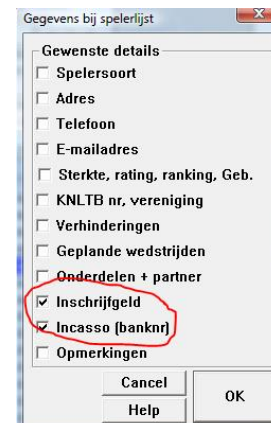 Gegevens bij spelerlijst
Gewenste details
Spelersoort
Adres
Telefoon
E-mailadres
Sterkte, rating, ranking, Geb.
KNLTB nr, vereniging
Verhinderingen
Geplande wedstrijden
Onderdelen + partner
Inschrijfgeld
Incasso (banknr)
Opmerkingen
Cancel
OK
Help